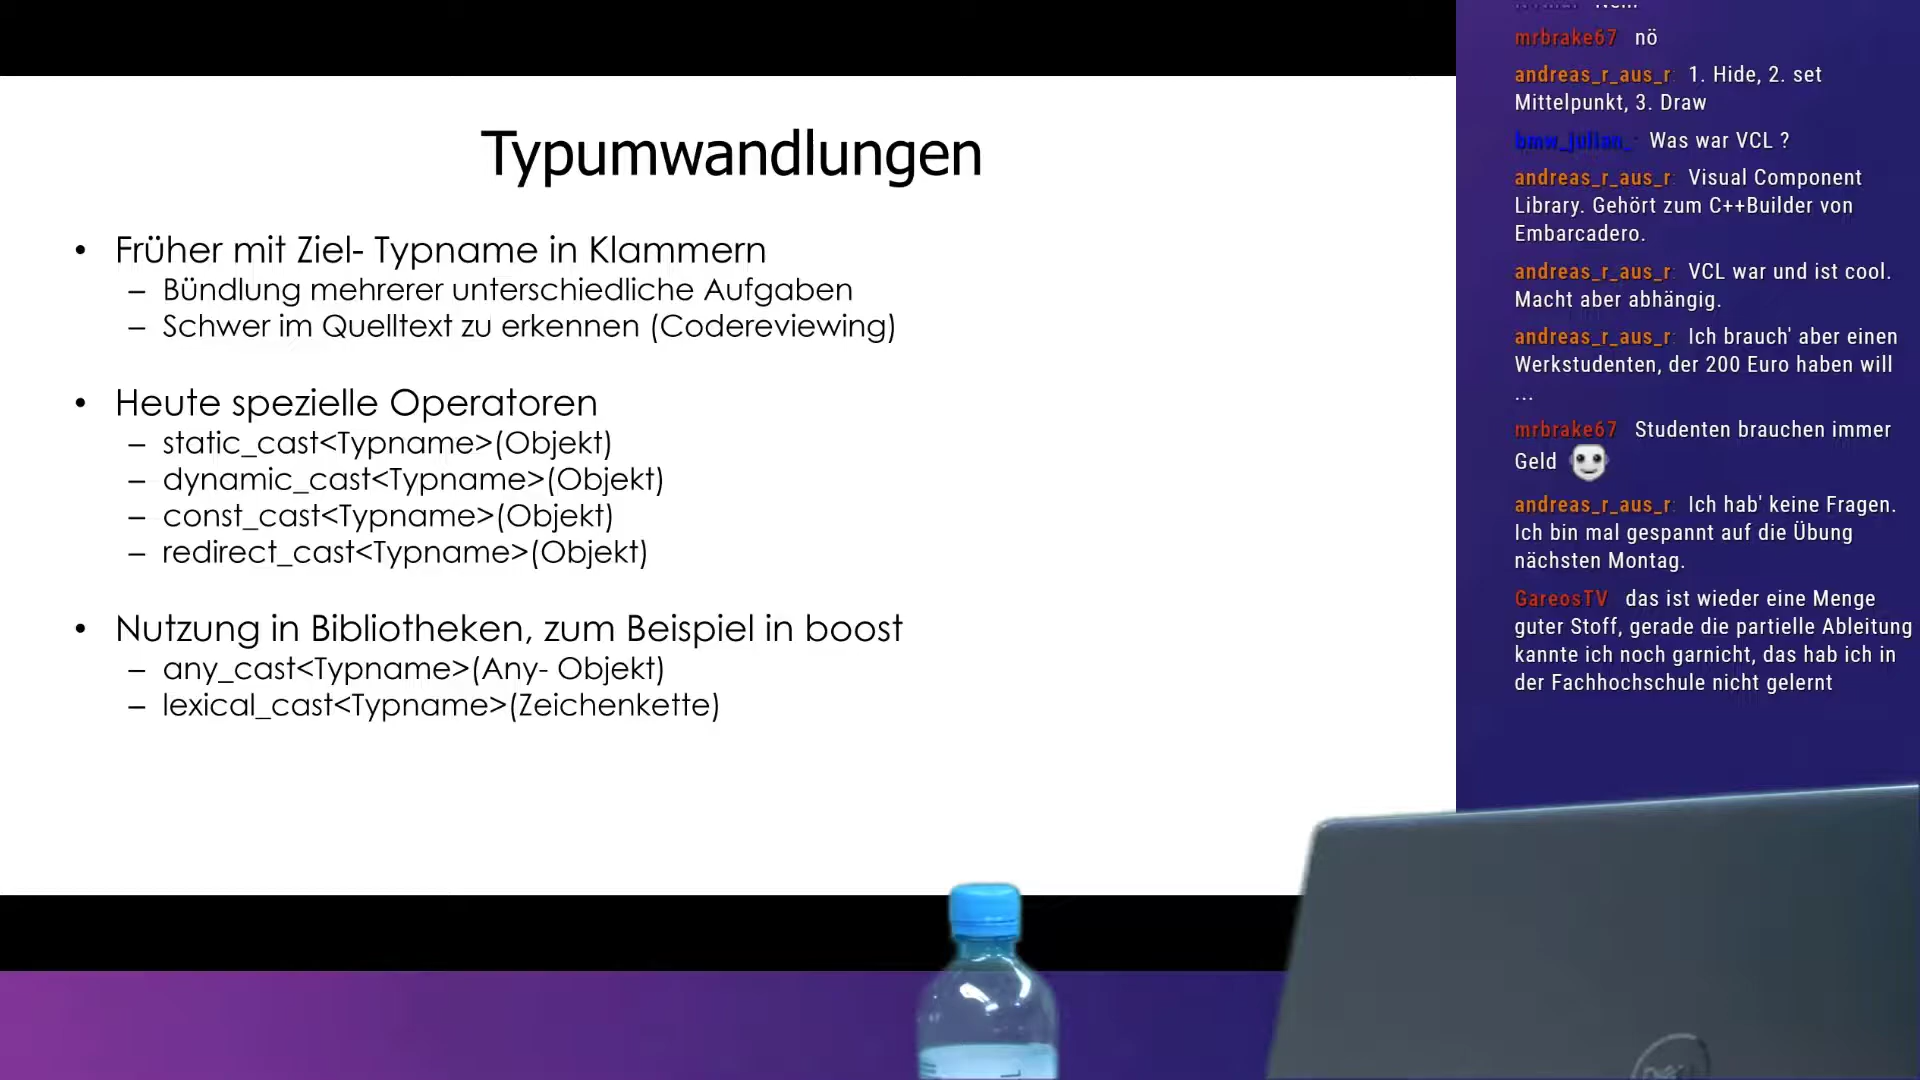 Typumwandlungen
• Früher mit Ziel- Typname in Klammern
– Bündlung mehrerer unterschiedliche Aufgaben
– Schwer im Quelltext zu erkennen (Codereviewing)
• Heute spezielle Operatoren
– static_cast<Typname>(Objekt)
– dynamic_cast<Typname>(Objekt)
– const_cast<Typname>(Objekt)
– redirect_cast<Typname>(Objekt)
• Nutzung in Bibliotheken, zum Beispiel in boost
– any_cast<Typname>(Any- Objekt)
– lexical_cast<Typname>(Zeichenkette)
mrbrake67 nö
andreas_r_aus_r: 1. Hide, 2. set
Mittelpunkt, 3. Draw
bmw_julian_: Was war VCL ?
andreas_r_aus_r: Visual Component
Library. Gehört zum C++Builder von
Embarcadero.
andreas_r_aus_r: VCL war und ist cool.
Macht aber abhängig.
andreas_r_aus_r: Ich brauch' aber einen
Werkstudenten, der 200 Euro haben will
...
mrbrake67 Studenten brauchen immer
Geld
andreas_r_aus_r: Ich hab' keine Fragen.
Ich bin mal gespannt auf die Übung
nächsten Montag.
GareosTV das ist wieder eine Menge
guter Stoff, gerade die partielle Ableitung
kannte ich noch garnicht, das hab ich in
der Fachhochschule nicht gelernt